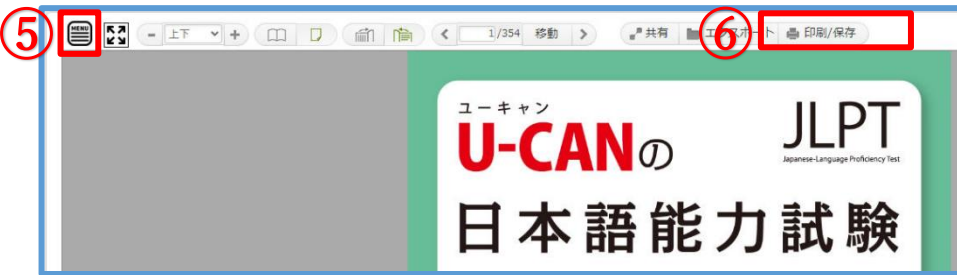 ⑤ MENU - 上下 + 1/354 移動 共有 エクスポート ⑥ 印刷/保存
ユーキャン
U-CANの JLPT
Japanese-Language Proficiency Test
日本語能力試験